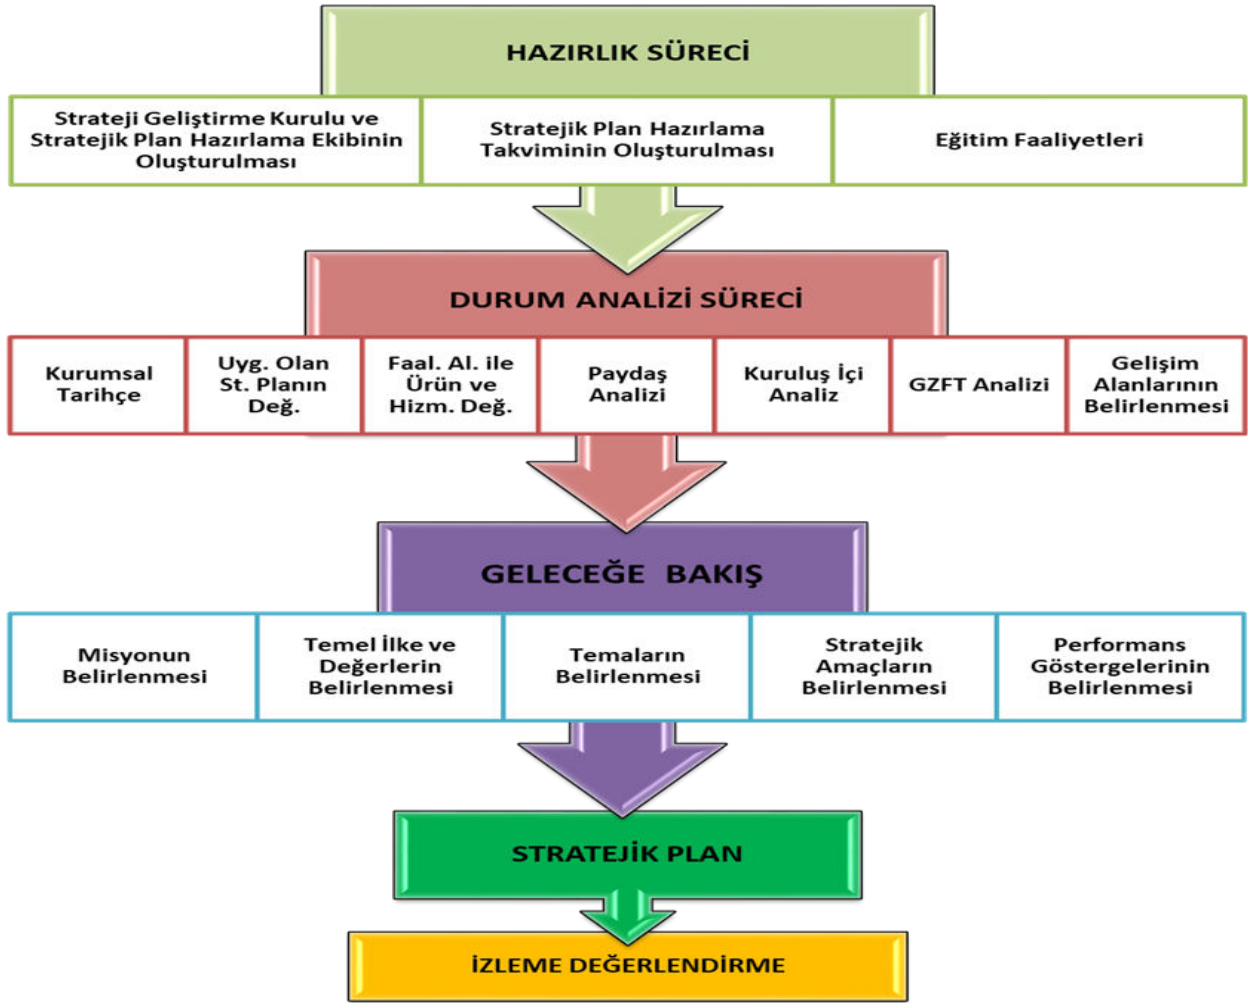 HAZIRLIK SÜRECİ
Strateji Geliştirme Kurulu ve
Stratejik Plan Hazırlama Ekibinin
Oluşturulması
Stratejik Plan Hazırlama
Takviminin Oluşturulması
Eğitim Faaliyetleri
DURUM ANALİZİ SÜRECİ
Kurumsal
Tarihçe
Uyg. Olan
St. Planın
Değ.
Faal. Al. ile
Ürün ve
Hizm. Değ.
Paydaş
Analizi
Kuruluş İçi
Analiz
GZFT Analizi
Gelişim
Alanlarının
Belirlenmesi
GELECEĞE BAKIŞ
Misyonun
Belirlenmesi
Temel İlke ve
Değerlerin
Belirlenmesi
Temaların
Belirlenmesi
Stratejik
Amaçların
Belirlenmesi
Performans
Göstergelerinin
Belirlenmesi
STRATEJİK PLAN
İZLEME DEĞERLENDİRME